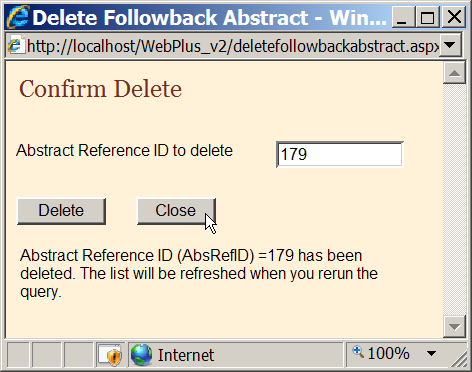 Delete Followback Abstract - Win...
http://localhost/WebPlus_v2/deletefollowbackabstract.aspx
Confirm Delete
Abstract Reference ID to delete 179
Delete Close
Abstract Reference ID (AbsRefID) =179 has been
deleted. The list will be refreshed when you rerun the
query.
Internet 100%